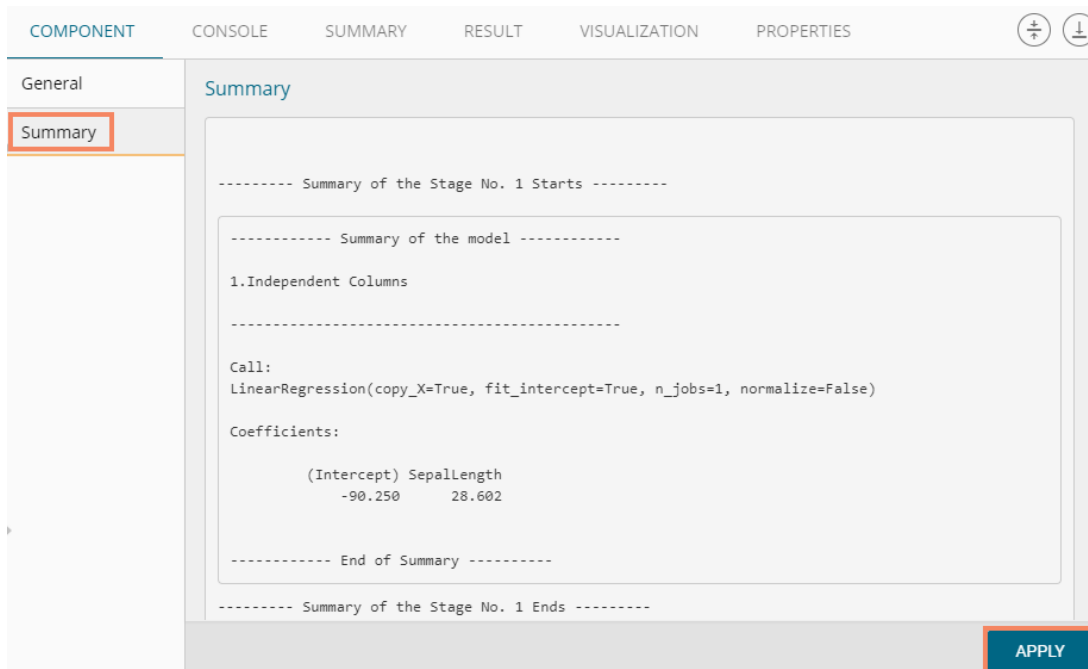 COMPONENT CONSOLE SUMMARY RESULT VISUALIZATION PROPERTIES
General
Summary
Summary
--------- Summary of the Stage No. 1 Starts ---------
------------ Summary of the model ------------
1.Independent Columns
----------------------------------------------
Call:
LinearRegression(copy_X=True, fit_intercept=True, n_jobs=1, normalize=False)
Coefficients:
(Intercept) SepalLength
-90.250 28.602
------------ End of Summary ----------
--------- Summary of the Stage No. 1 Ends ---------
APPLY